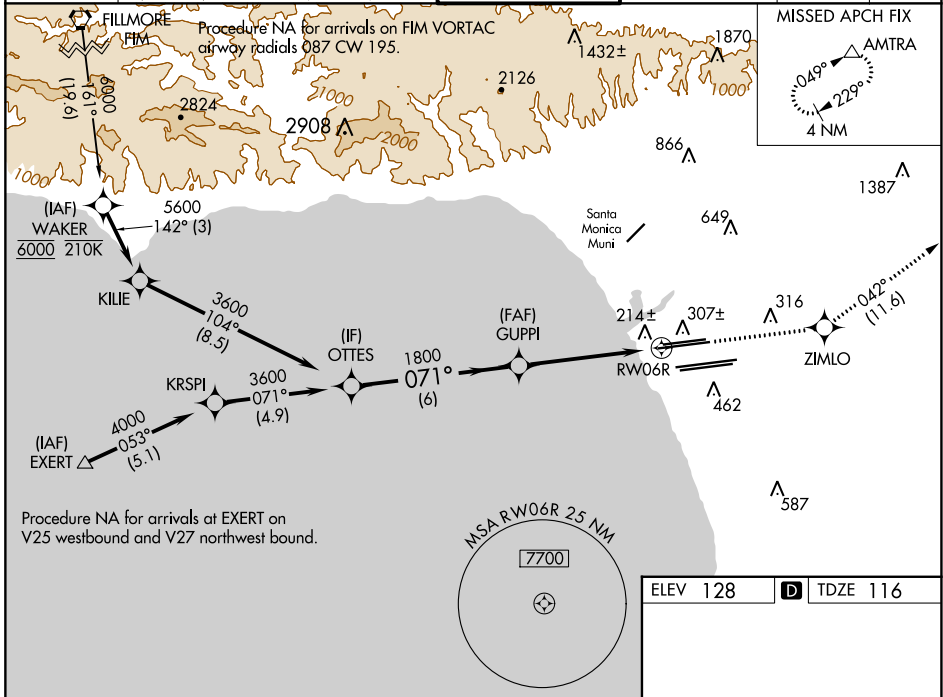 FILLMORE
FIM
Procedure NA for arrivals on FIM VORTAC
airway radials 087 CW 195.
MISSED APCH FIX
AMTRA
049°
229°
4 NM
6000
161°
(19.6)
1432±
1870
1000
2126
1000
2824
2908
2000
1000
866
1387
649
Santa
Monica
Muni
(IAF)
WAKER
6000 210K
5600
142° (3)
KILIE
3600
104°
(8.5)
(IF)
OTTES
(FAF)
GUPPI
1800
071°
(6)
214±
307±
316
042°
(11.6)
RW06R
ZIMLO
462
KRSPI
3600
071°
(4.9)
4000
053°
(5.1)
(IAF)
EXERT
587
Procedure NA for arrivals at EXERT on
V25 westbound and V27 northwest bound.
MSA RW06R 25 NM
7700
ELEV 128 D TDZE 116